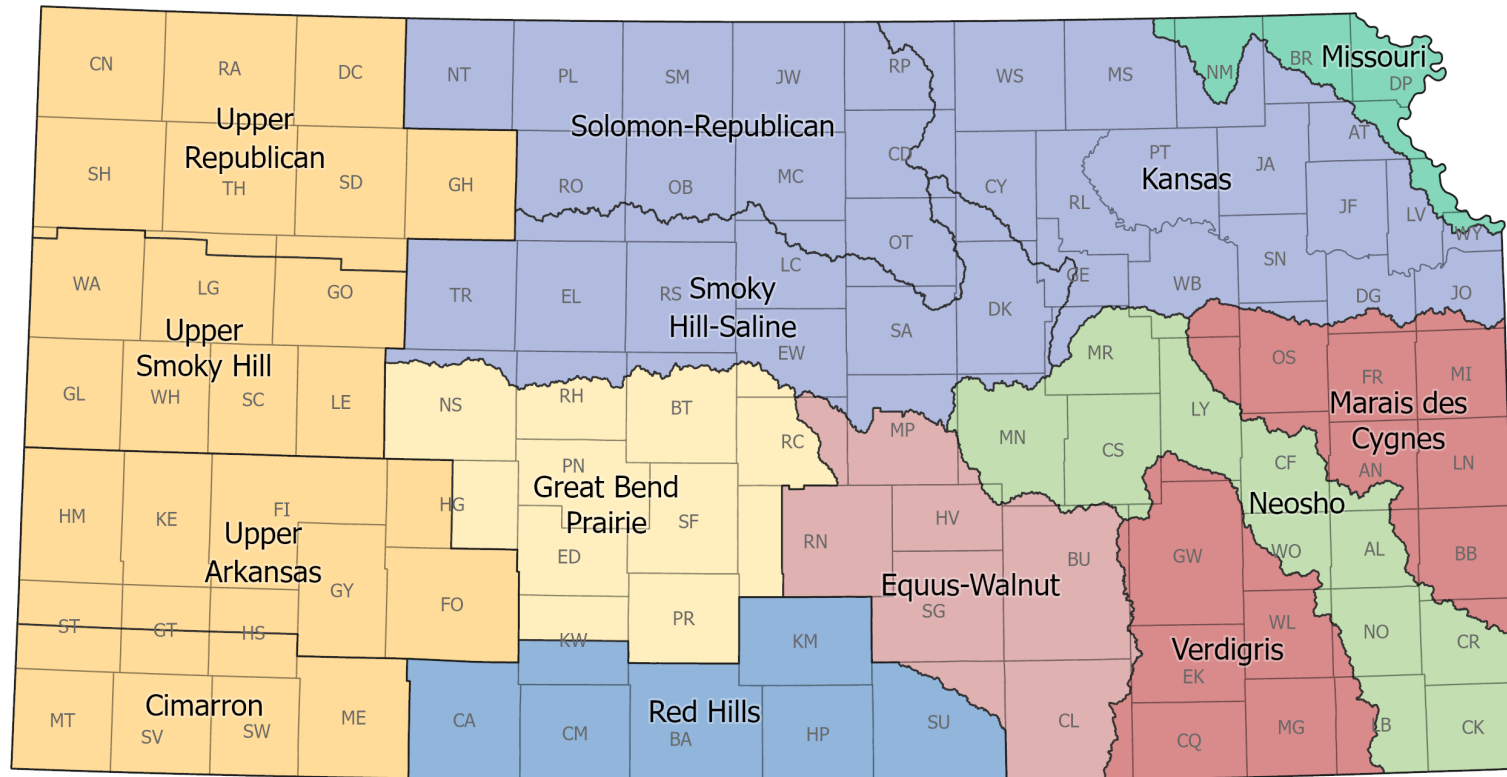 CN
RA
DC
NT
PL
SM
JW
RP
WS
MS
NM
BR
DP
Missouri
Upper
Republican
Solomon-Republican
Kansas
AT
SH
TH
SD
GH
RO
OB
MC
CD
CY
RL
PT
JA
JF
LV
WY
WA
LG
GO
TR
EL
RS
LC
OT
DK
GE
WB
SN
DG
JO
Upper
Smoky Hill
Smoky
Hill-Saline
EW
SA
MR
OS
FR
MI
Marais des
Cygnes
GL
WH
SC
LE
NS
RH
BT
RC
MP
MN
CS
LY
CF
AN
LN
HM
KE
FI
HG
PN
Great Bend
Prairie
SF
RN
HV
BU
Neosho
Upper
Arkansas
GY
FO
ED
PR
Equus-Walnut
SG
GW
WO
AL
BB
ST
GT
HS
KW
KM
Verdigris
EK
WL
NO
CR
Cimarron
MT
SV
SW
ME
CA
CM
Red Hills
BA
HP
SU
CL
CQ
MG
LB
CK